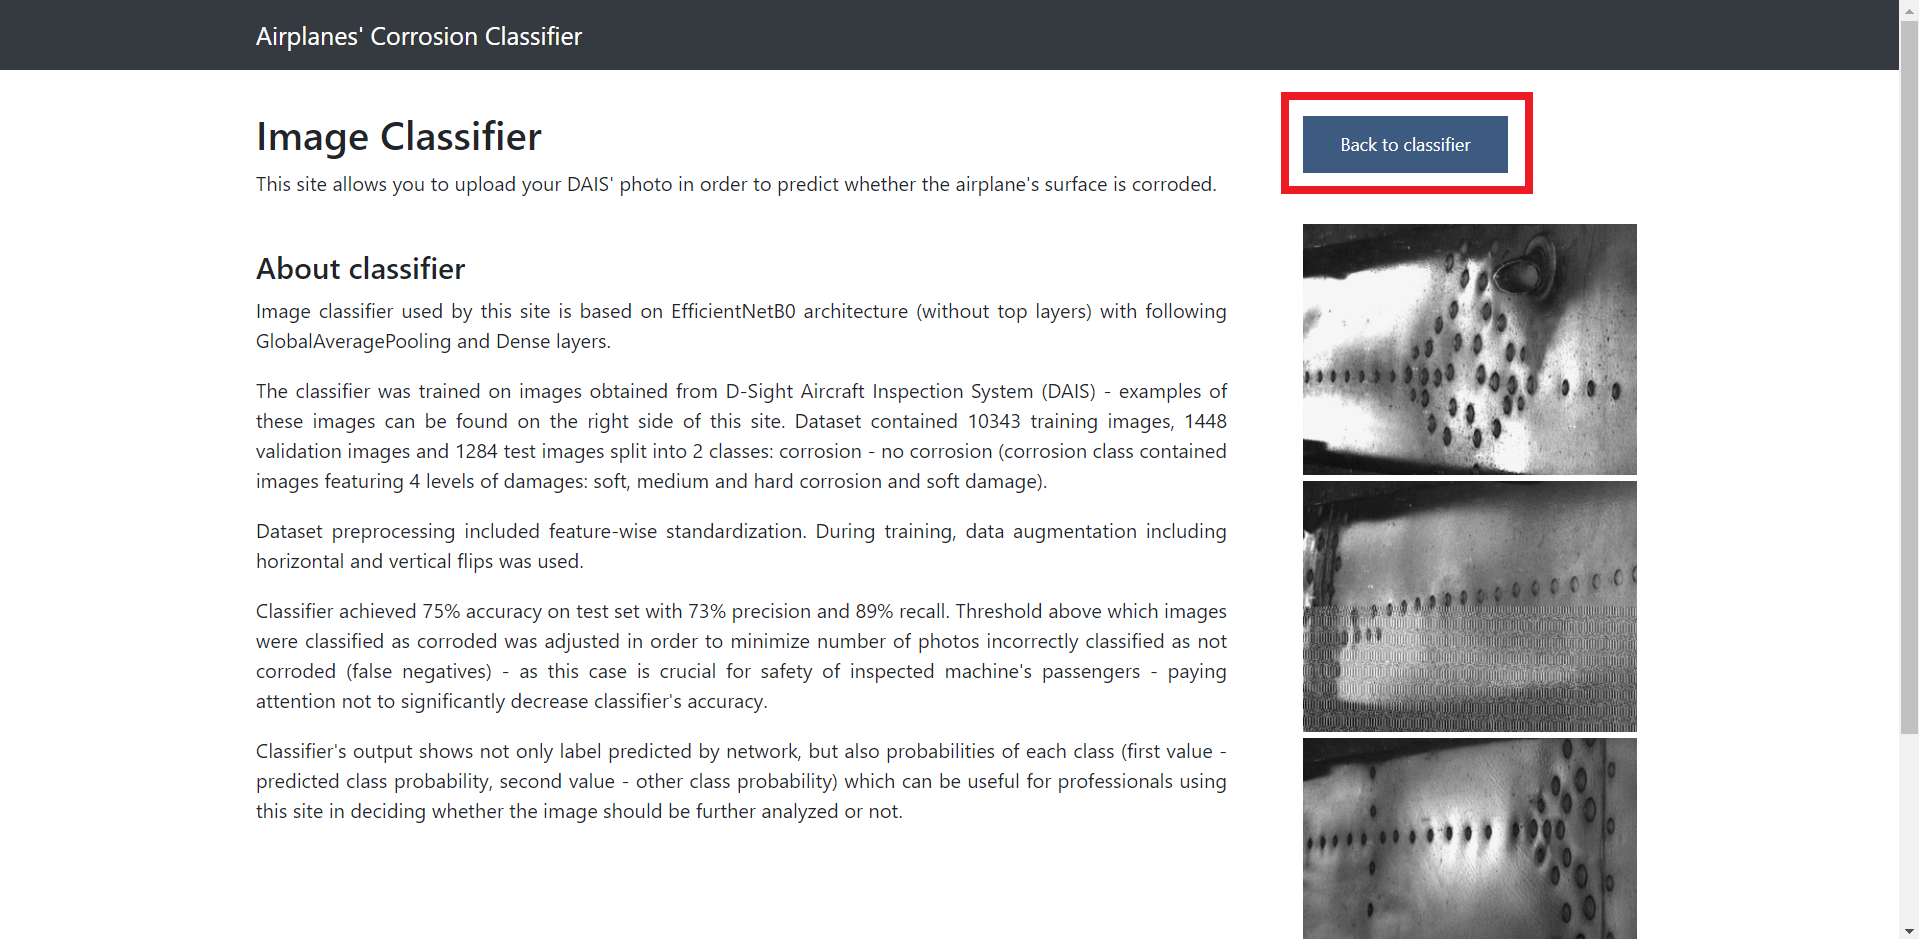 Airplanes' Corrosion Classifier
Image Classifier
Back to classifier
This site allows you to upload your DAIS' photo in order to predict whether the airplane's surface is corroded.
About classifier
Image classifier used by this site is based on EfficientNetB0 architecture (without top layers) with following
GlobalAveragePooling and Dense layers.
The classifier was trained on images obtained from D-Sight Aircraft Inspection System (DAIS) - examples of
these images can be found on the right side of this site. Dataset contained 10343 training images, 1448
validation images and 1284 test images split into 2 classes: corrosion - no corrosion (corrosion class contained
images featuring 4 levels of damages: soft, medium and hard corrosion and soft damage).
Dataset preprocessing included feature-wise standardization. During training, data augmentation including
horizontal and vertical flips was used.
Classifier achieved 75% accuracy on test set with 73% precision and 89% recall. Threshold above which images
were classified as corroded was adjusted in order to minimize number of photos incorrectly classified as not
corroded (false negatives) - as this case is crucial for safety of inspected machine's passengers - paying
attention not to significantly decrease classifier's accuracy.
Classifier's output shows not only label predicted by network, but also probabilities of each class (first value -
predicted class probability, second value - other class probability) which can be useful for professionals using
this site in deciding whether the image should be further analyzed or not.